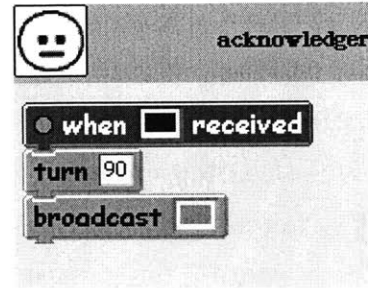 acknowledger
when received
turn 90
broadcast